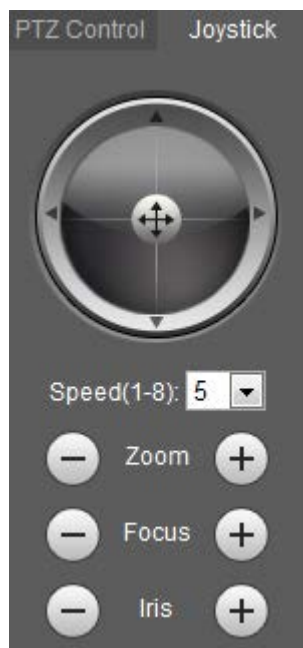 PTZ Control Joystick
Speed(1-8): 5
− Zoom +
− Focus +
− Iris +